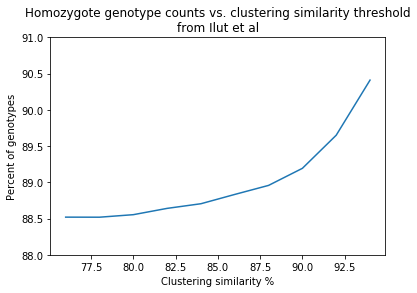 Homozygote genotype counts vs. clustering similarity threshold
from Ilut et al
91.0
90.5
90.0
89.5
89.0
88.5
88.0
Percent of genotypes
77.5 80.0 82.5 85.0 87.5 90.0 92.5
Clustering similarity %